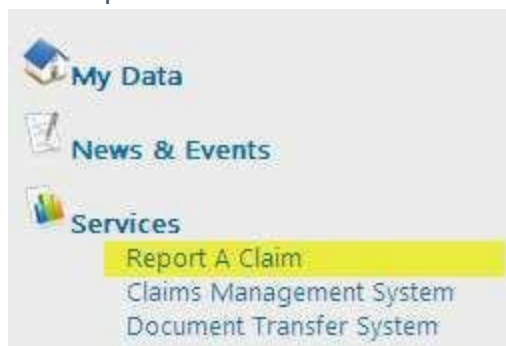 My Data
News & Events
Services
Report A Claim
Claims Management System
Document Transfer System